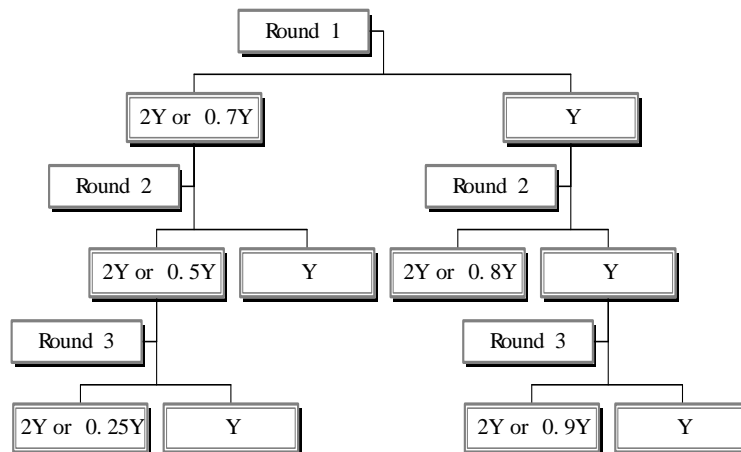 Round 1
2Y or 0.7Y
Y
Round 2
Round 2
2Y or 0.5Y
Y
2Y or 0.8Y
Y
Round 3
Round 3
2Y or 0.25Y
Y
2Y or 0.9Y
Y